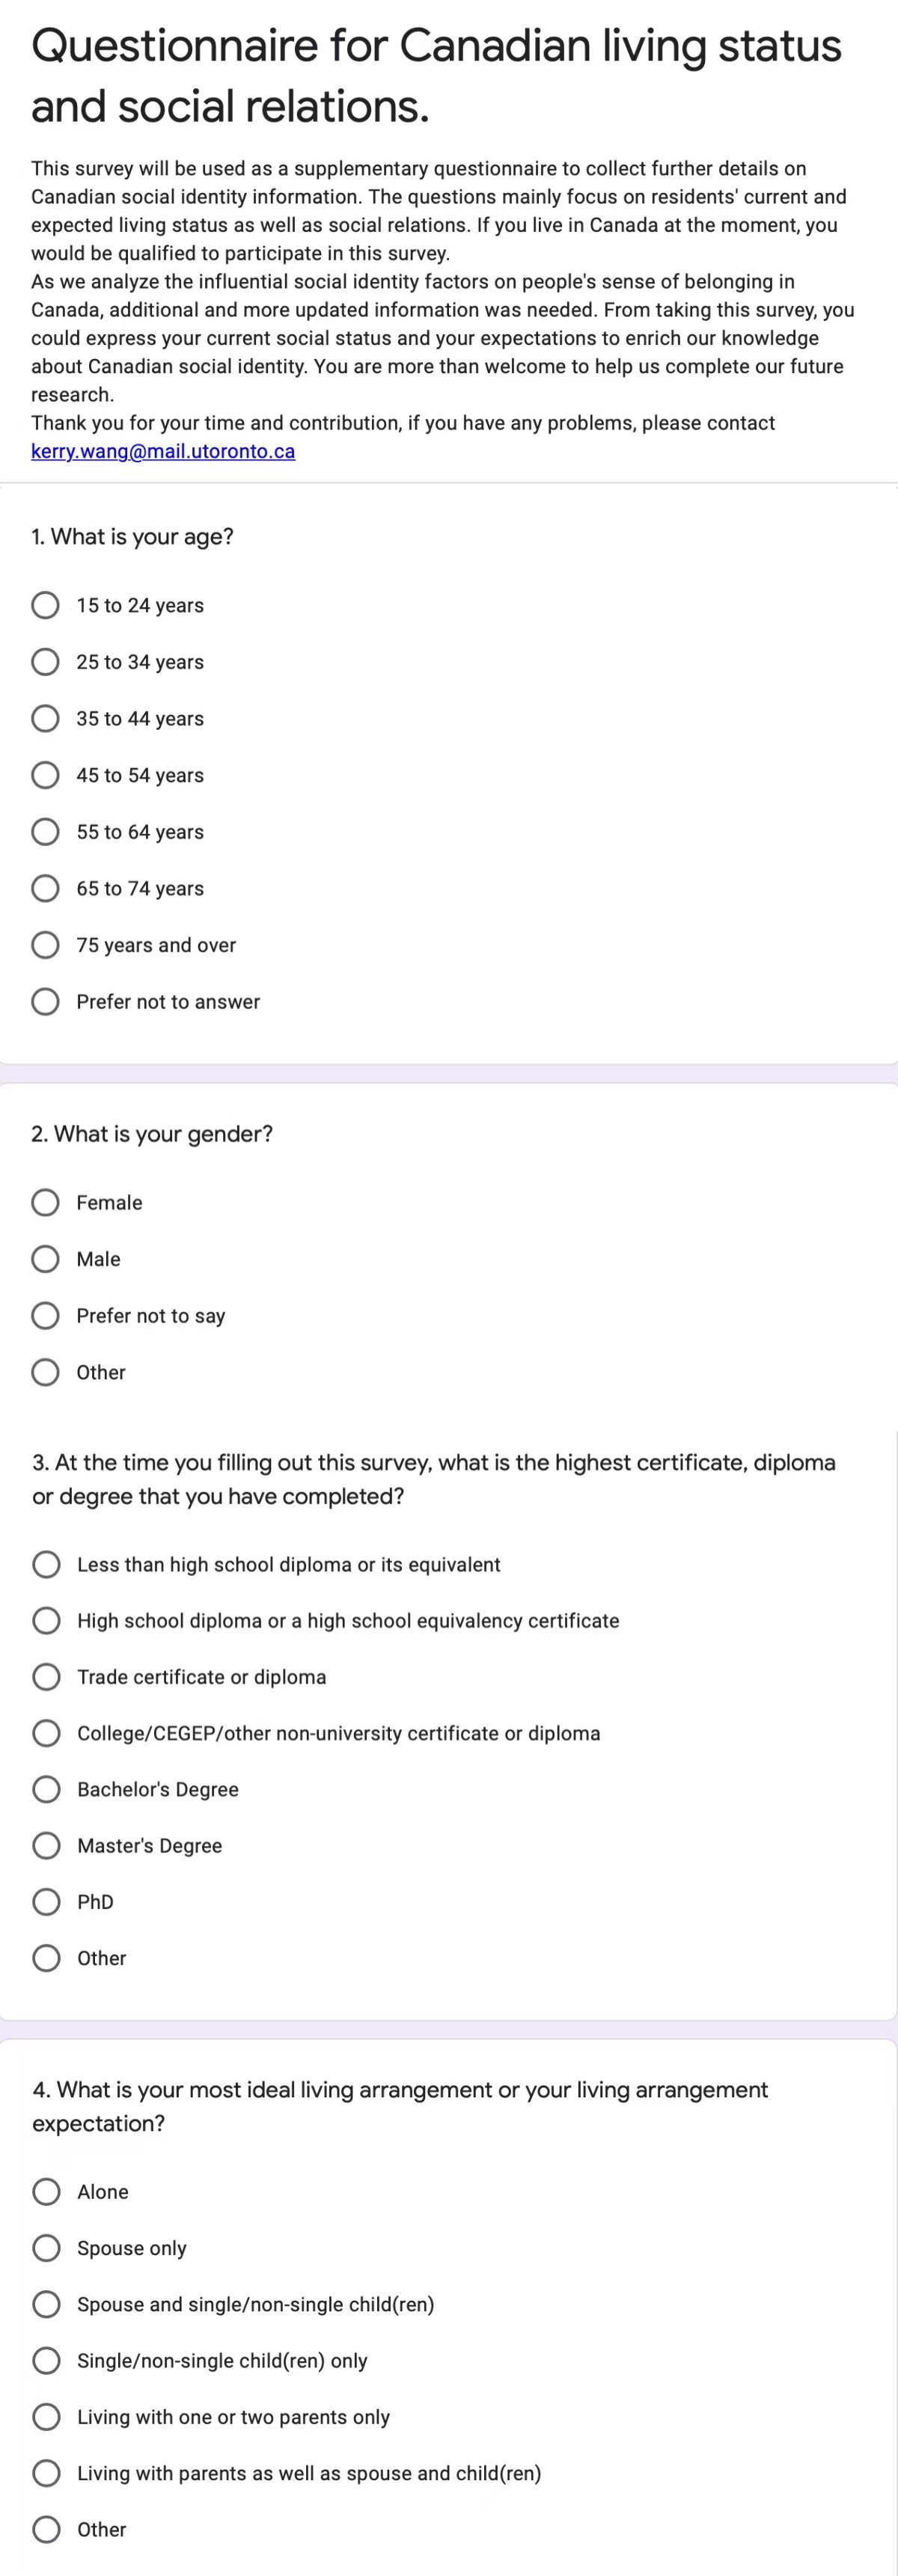 Questionnaire for Canadian living status
and social relations.
This survey will be used as a supplementary questionnaire to collect further details on
Canadian social identity information. The questions mainly focus on residents' current and
expected living status as well as social relations. If you live in Canada at the moment, you
would be qualified to participate in this survey.
As we analyze the influential social identity factors on people's sense of belonging in
Canada, additional and more updated information was needed. From taking this survey, you
could express your current social status and your expectations to enrich our knowledge
about Canadian social identity. You are more than welcome to help us complete our future
research.
Thank you for your time and contribution, if you have any problems, please contact
kerry.wang@mail.utoronto.ca
1. What is your age?
15 to 24 years
25 to 34 years
35 to 44 years
45 to 54 years
55 to 64 years
65 to 74 years
75 years and over
Prefer not to answer
2. What is your gender?
Female
Male
Prefer not to say
Other
3. At the time you filling out this survey, what is the highest certificate, diploma
or degree that you have completed?
Less than high school diploma or its equivalent
High school diploma or a high school equivalency certificate
Trade certificate or diploma
College/CEGEP/other non-university certificate or diploma
Bachelor's Degree
Master's Degree
PhD
Other
4. What is your most ideal living arrangement or your living arrangement
expectation?
Alone
Spouse only
Spouse and single/non-single child(ren)
Single/non-single child(ren) only
Living with one or two parents only
Living with parents as well as spouse and child(ren)
Other